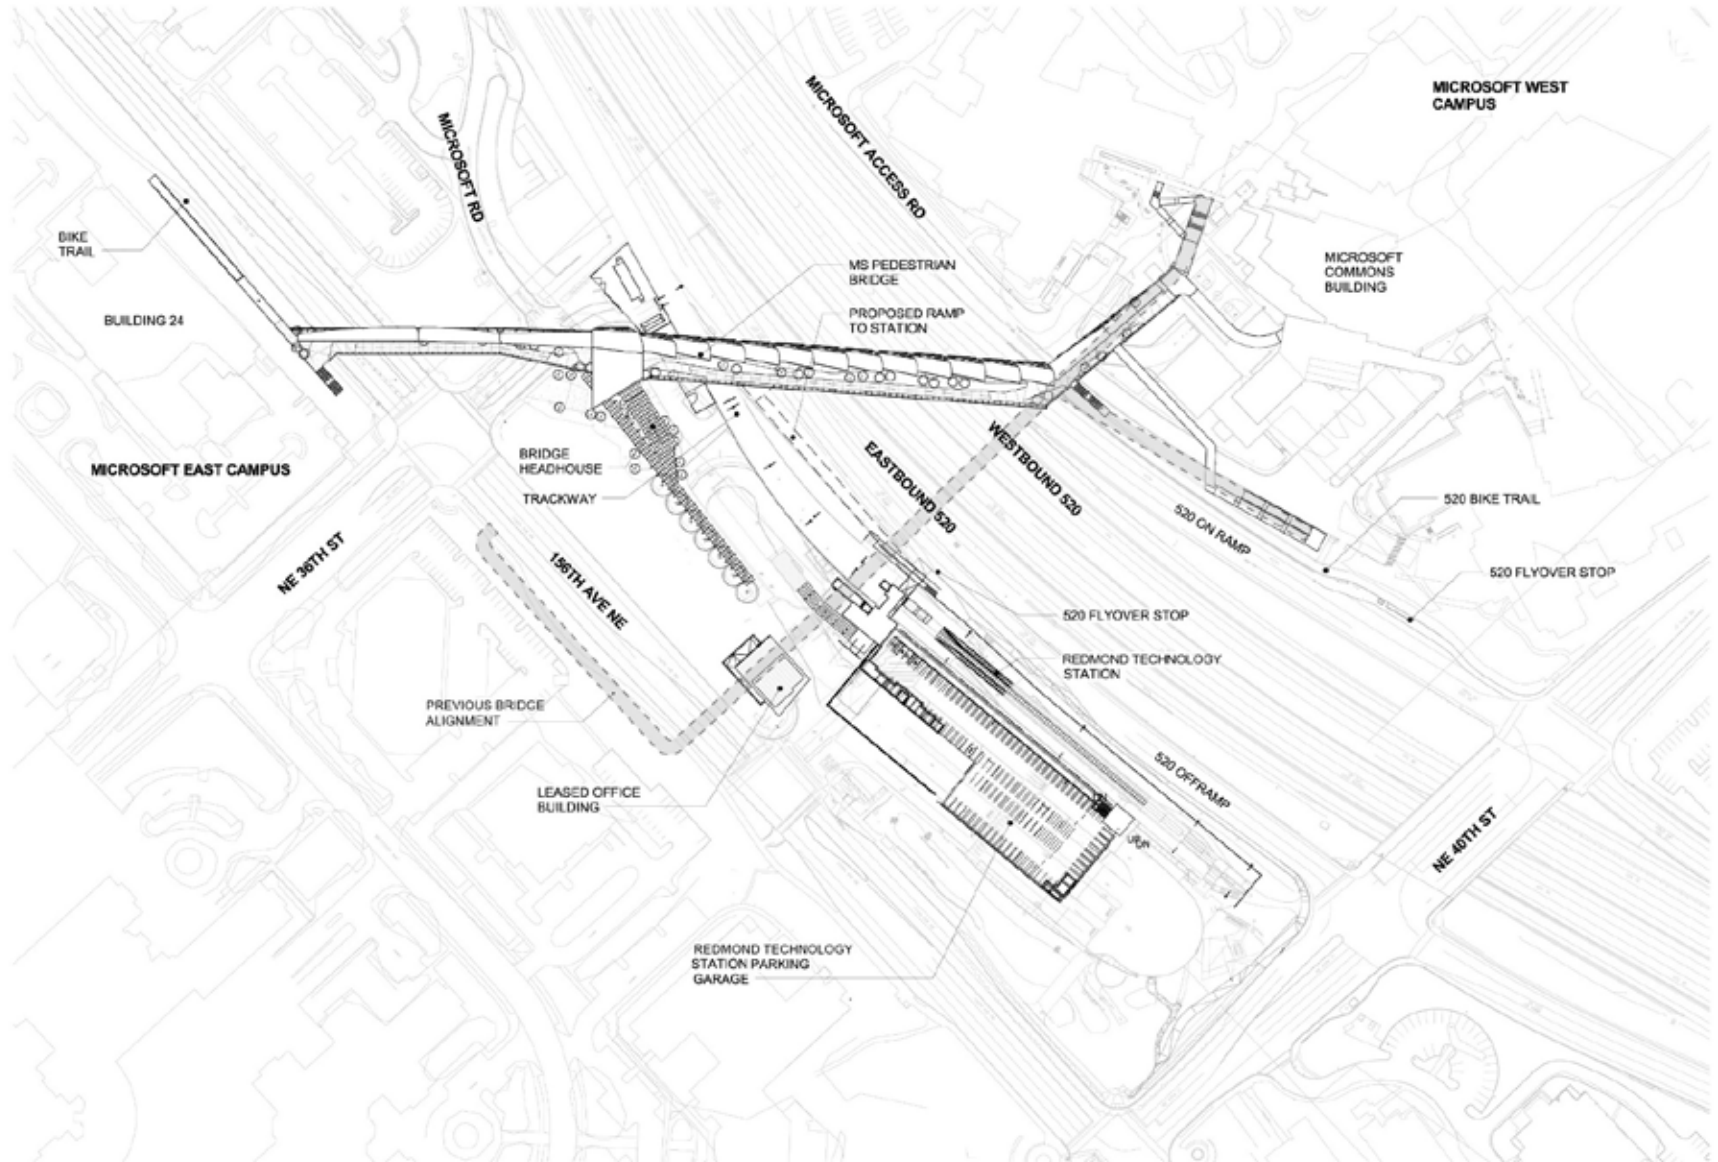 MICROSOFT WEST
CAMPUS
MICROSOFT ACCESS RD
MICROSOFT RD
BIKE
TRAIL
BUILDING 24
MS PEDESTRIAN
BRIDGE
PROPOSED RAMP
TO STATION
MICROSOFT
COMMONS
BUILDING
MICROSOFT EAST CAMPUS
BRIDGE
HEADHOUSE
TRACKWAY
EASTBOUND 520
WESTBOUND 520
520 ON RAMP
520 BIKE TRAIL
520 FLYOVER STOP
NE 36TH ST
156TH AVE NE
520 FLYOVER STOP
REDMOND TECHNOLOGY
STATION
PREVIOUS BRIDGE
ALIGNMENT
LEASED OFFICE
BUILDING
520 OFFRAMP
NE 40TH ST
REDMOND TECHNOLOGY
STATION PARKING
GARAGE